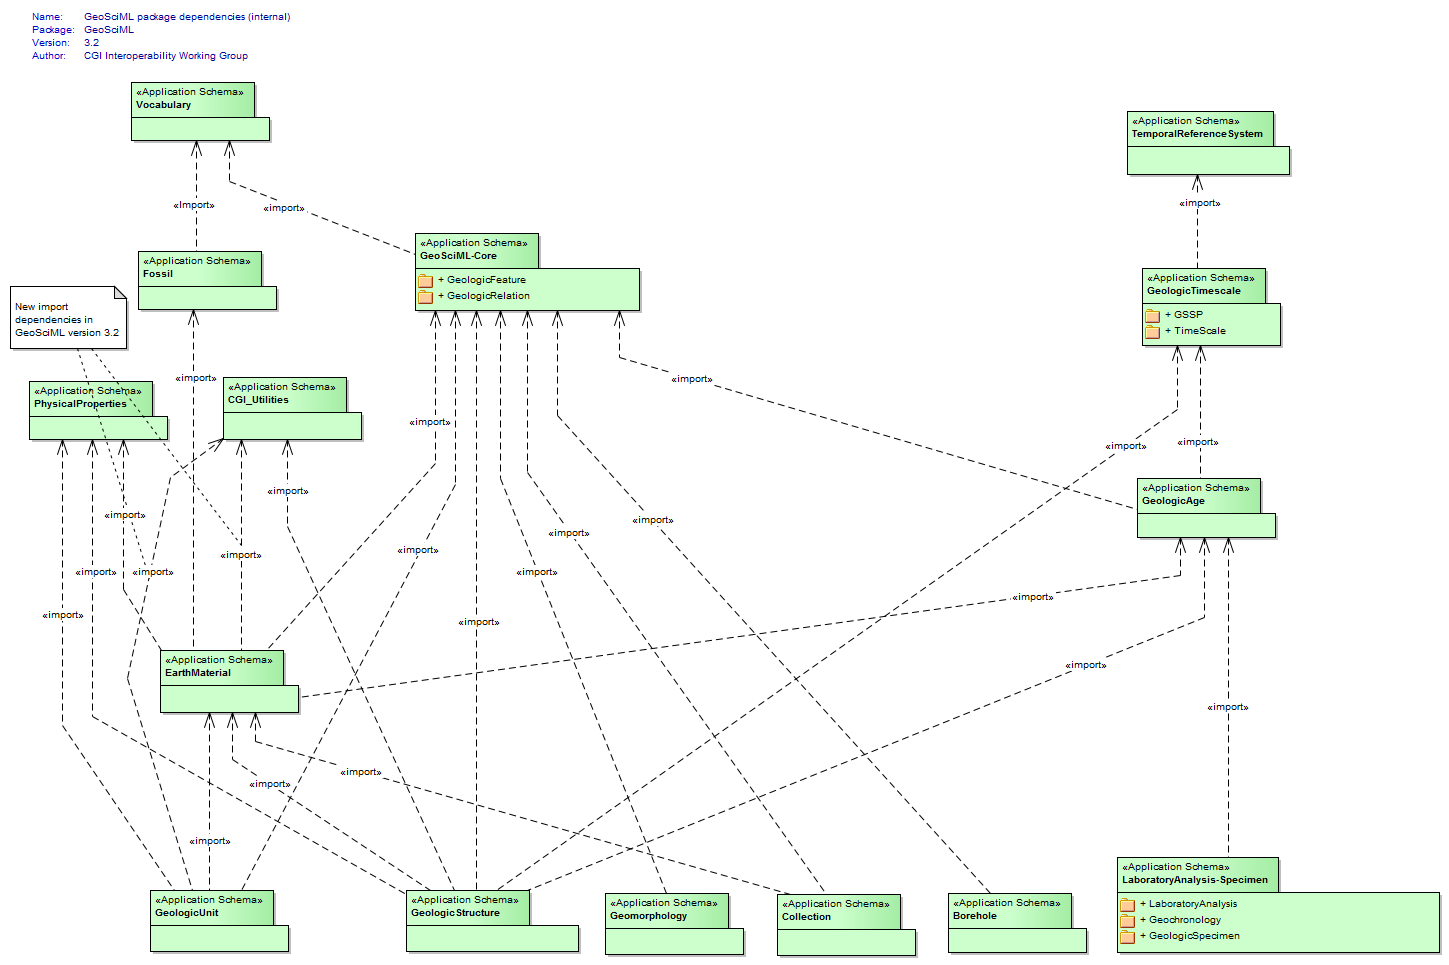 Name: GeoSciML package dependencies (internal)
Package: GeoSciML
Version: 3.2
Author: CGI Interoperability Working Group
«Application Schema»
Vocabulary
«Application Schema»
TemporalReferenceSystem
«import»
«import»
«import»
«Application Schema»
GeoSciML-Core
+ GeologicFeature
+ GeologicRelation
«Application Schema»
Fossil
«Application Schema»
GeologicTimescale
+ GSSP
+ TimeScale
New import
dependencies in
GeoSciML version 3.2
«import»
«import»
«Application Schema»
PhysicalProperties
«Application Schema»
CGI_Utilities
«import»
«import»
«import»
«import»
«Application Schema»
GeologicAge
«import»
«import»
«import»
«import»
«import»
«import»
«import»
«import»
«import»
«import»
«import»
«import»
«Application Schema»
EarthMaterial
«import»
«import»
«import»
«import»
«import»
«Application Schema»
GeologicUnit
«Application Schema»
GeologicStructure
«Application Schema»
Geomorphology
«Application Schema»
Collection
«Application Schema»
Borehole
«Application Schema»
LaboratoryAnalysis-Specimen
+ LaboratoryAnalysis
+ Geochronology
+ GeologicSpecimen